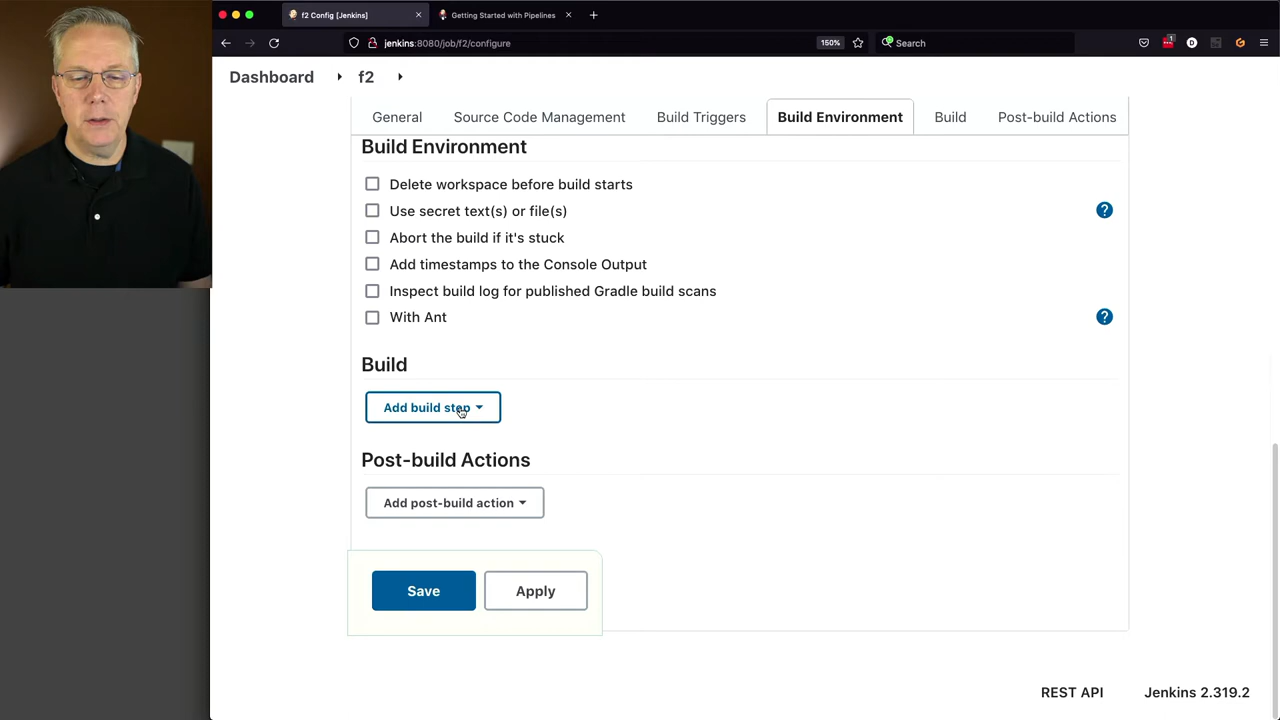 f2 Config [Jenkins]
Getting Started with Pipelines
jenkins:8080/job/f2/configure
150%
Search
Dashboard
f2
General
Source Code Management
Build Triggers
Build Environment
Build
Post-build Actions
Build Environment
Delete workspace before build starts
Use secret text(s) or file(s)
?
Abort the build if it's stuck
Add timestamps to the Console Output
Inspect build log for published Gradle build scans
With Ant
?
Build
Add build step
Post-build Actions
Add post-build action
Save
Apply
REST API
Jenkins 2.319.2